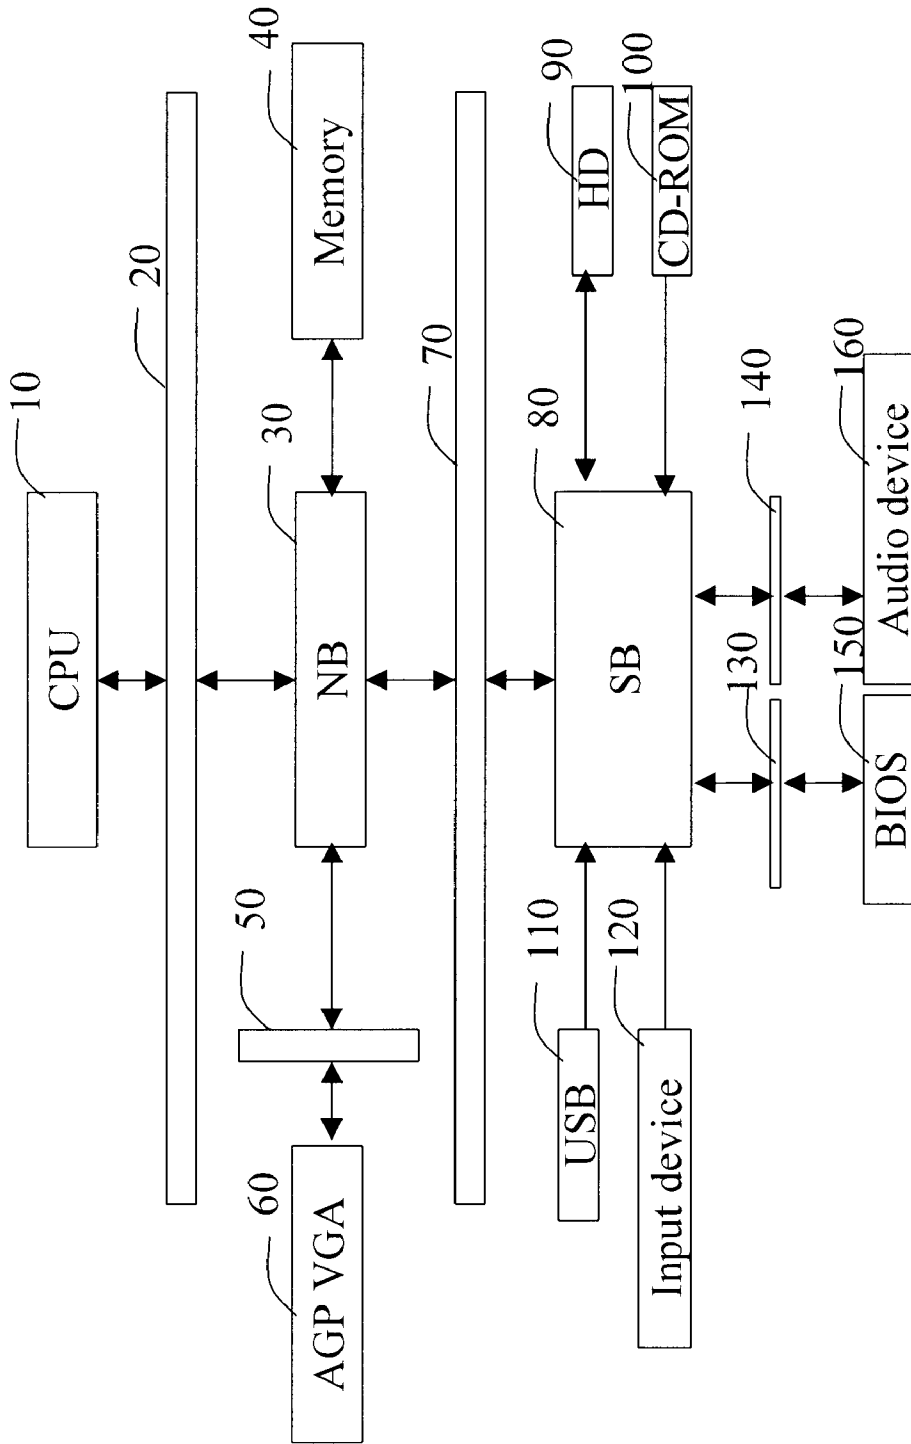 10
CPU
20
40
Memory
30
NB
50
60
AGP VGA
70
90
HD
100
CD-ROM
80
SB
110
USB
120
Input device
130
140
150
BIOS
160
Audio device